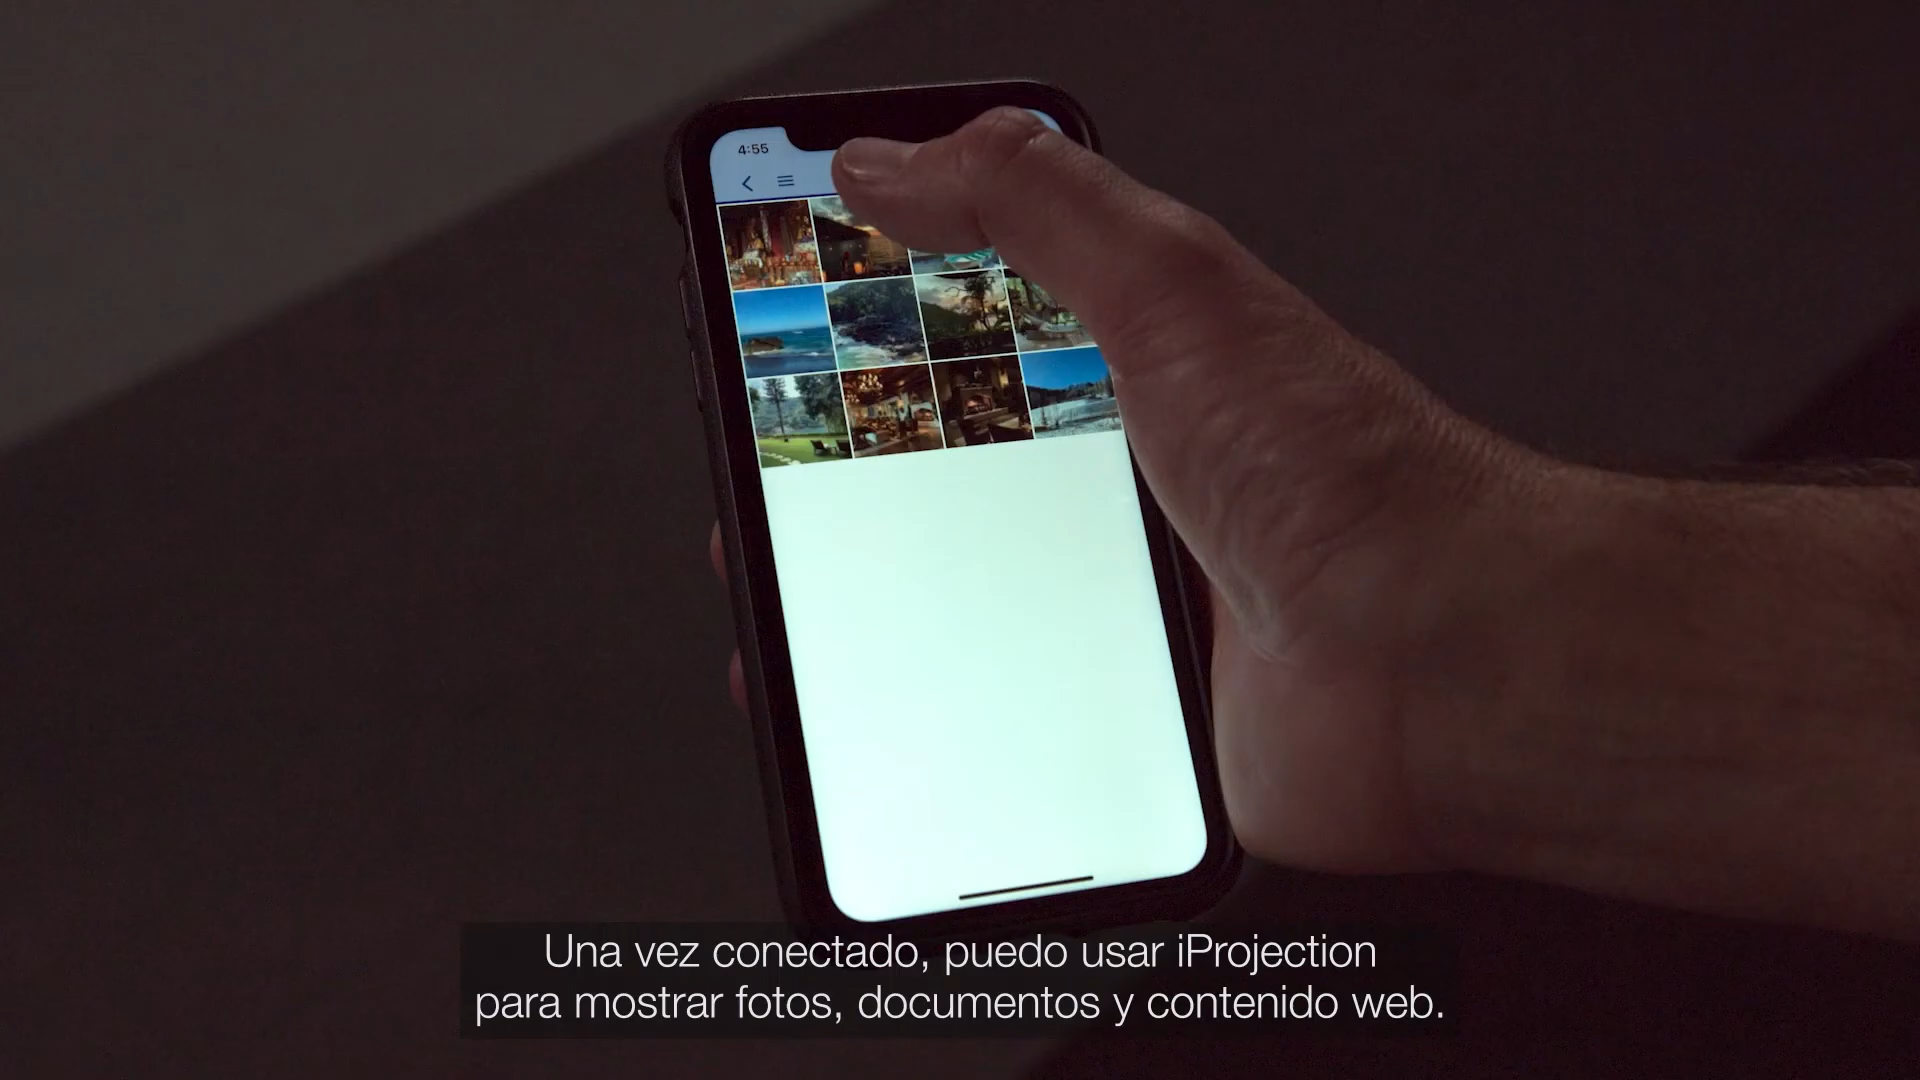 4:55
Una vez conectado, puedo usar iProjection
para mostrar fotos, documentos y contenido web.